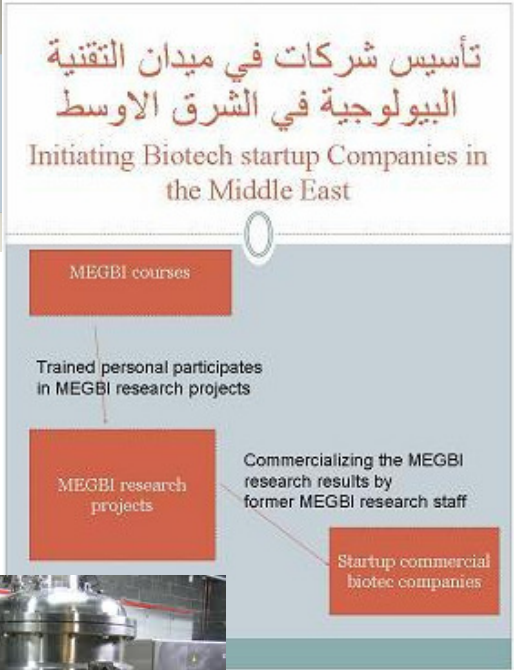 تأسيس شركات في ميدان التقنية
البيولوجية في الشرق الاوسط
Initiating Biotech startup Companies in
the Middle East
MEGBI courses
Trained personal participates
in MEGBI research projects
MEGBI research
projects
Commercializing the MEGBI
research results by
former MEGBI research staff
Startup commercial
biotec companies